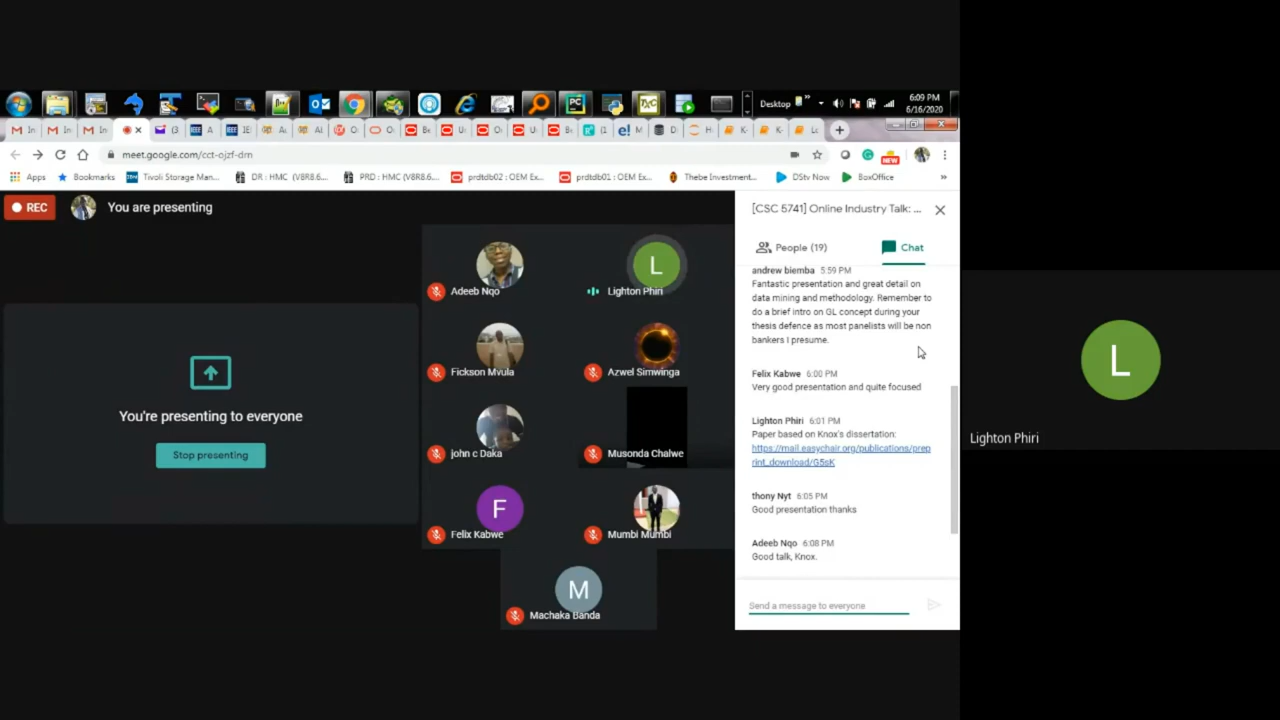 Desktop
»
6:09 PM
6/16/2020
meet.google.com/cct-ojzf-drn
NEW
Apps
Bookmarks
Tivoli Storage Man...
DR : HMC (V8R8.6...
PRD : HMC (V8R8.6...
prdtdb02 : OEM Ex...
prdtdb01 : OEM Ex...
Thebe Investment...
DStv Now
BoxOffice
»
REC
You are presenting
You're presenting to everyone
Stop presenting
Adeeb Nqo
L
Lighton Phiri
Fickson Mvula
Azwel Simwinga
john c Daka
Musonda Chalwe
F
Felix Kabwe
Mumbi Mumbi
M
Machaka Banda
[CSC 5741] Online Industry Talk: ...
People (19)
Chat
andrew biemba 5:59 PM
Fantastic presentation and great detail on
data mining and methodology. Remember to
do a brief intro on GL concept during your
thesis defence as most panelists will be non
bankers I presume.
Felix Kabwe 6:00 PM
Very good presentation and quite focused
Lighton Phiri 6:01 PM
Paper based on Knox's dissertation:
https://mail.easychair.org/publications/prep
rint_download/G5sK
thony Nyt 6:05 PM
Good presentation thanks
Adeeb Nqo 6:08 PM
Good talk, Knox.
Send a message to everyone
L
Lighton Phiri